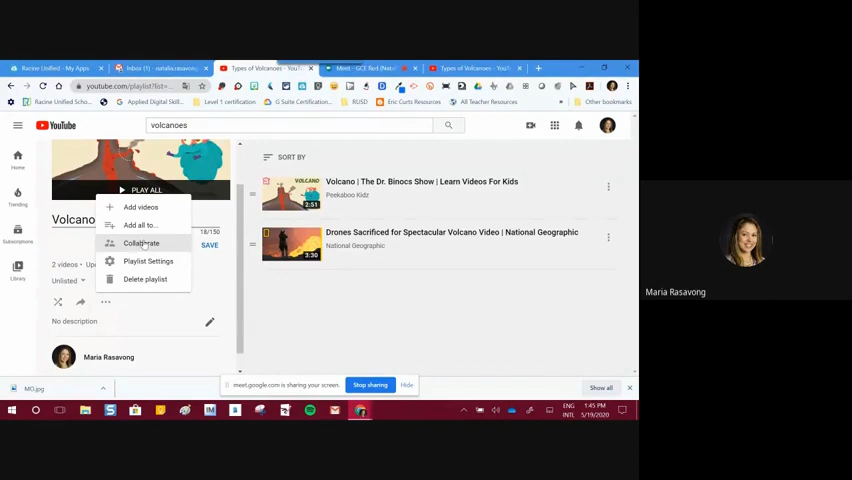 Racine Unified - My Apps
Inbox (1)
Types of Volcanoes - YouT
Meet - GCE Red
Types of Volcanoes - YouTu
youtube.com/playlist?list=
Racine Unified Scho
Applied Digital Skill...
Level 1 certification
G Suite Certification
RUSD
Eric Curts Resources
All Teacher Resources
Other bookmarks
YouTube
volcanoes
Home
Trending
Subscriptions
Library
PLAY ALL
Add videos
Add all to...
Collaborate
Playlist Settings
Delete playlist
Volcano
18/150
SAVE
2 videos
Unlisted
No description
Maria Rasavong
SORT BY
VOLCANO
2:51
Volcano | The Dr. Binocs Show | Learn Videos For Kids
Peekaboo Kidz
3:30
Drones Sacrificed for Spectacular Volcano Video | National Geographic
National Geographic
Maria Rasavong
MO.jpg
meet.google.com is sharing your screen.
Stop sharing
Hide
Show all
ENG
INTL
1:45 PM
5/19/2020